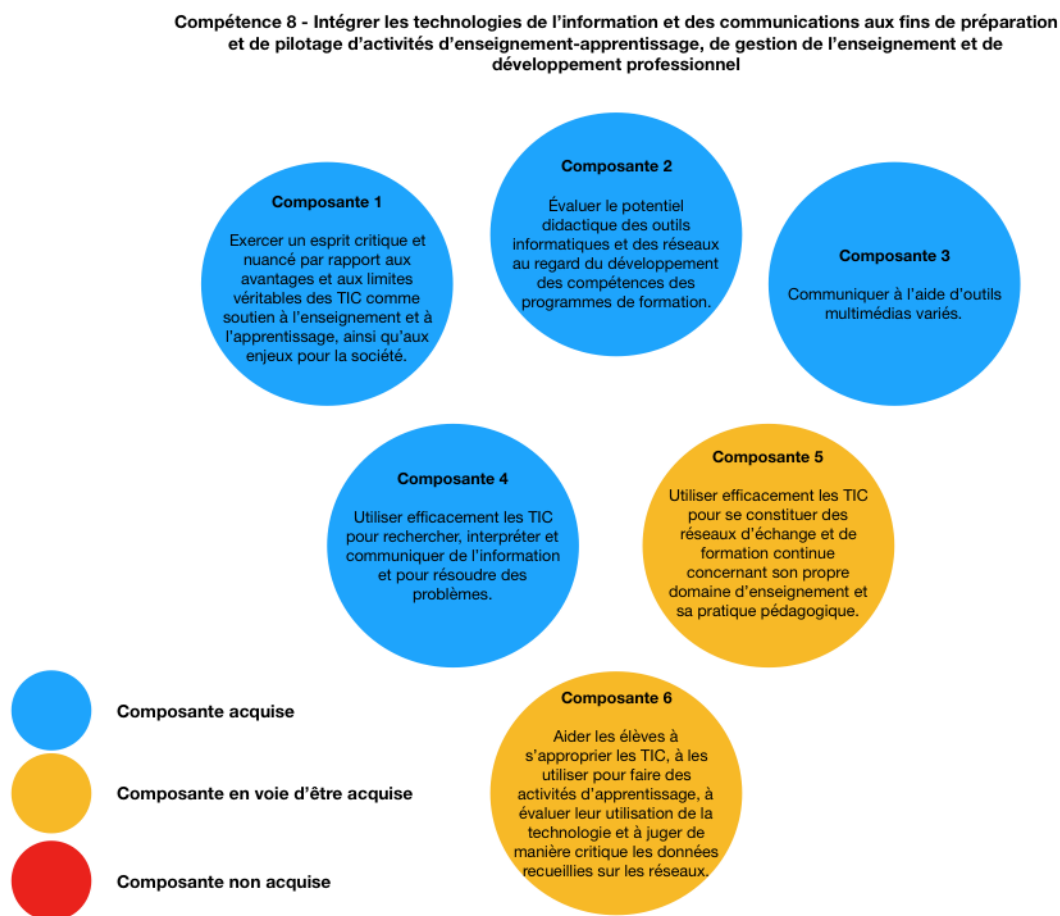 Compétence 8 - Intégrer les technologies de l'information et des communications aux fins de préparation
et de pilotage d'activités d'enseignement-apprentissage, de gestion de l'enseignement et de
développement professionnel
Composante 1
Exercer un esprit critique et
nuancé par rapport aux
avantages et aux limites
véritables des TIC comme
soutien à l'enseignement et à
l'apprentissage, ainsi qu'aux
enjeux pour la société.
Composante 2
Évaluer le potentiel
didactique des outils
informatiques et des réseaux
au regard du développement
des compétences des
programmes de formation.
Composante 3
Communiquer à l'aide d'outils
multimédias variés.
Composante 4
Utiliser efficacement les TIC
pour rechercher, interpréter et
communiquer de l'information
et pour résoudre des
problèmes.
Composante 5
Utiliser efficacement les TIC
pour se constituer des
réseaux d'échange et de
formation continue
concernant son propre
domaine d'enseignement et
sa pratique pédagogique.
Composante 6
Aider les élèves à
s'approprier les TIC, à les
utiliser pour faire des
activités d'apprentissage, à
évaluer leur utilisation de la
technologie et à juger de
manière critique les données
recueillies sur les réseaux.
Composante acquise
Composante en voie d'être acquise
Composante non acquise